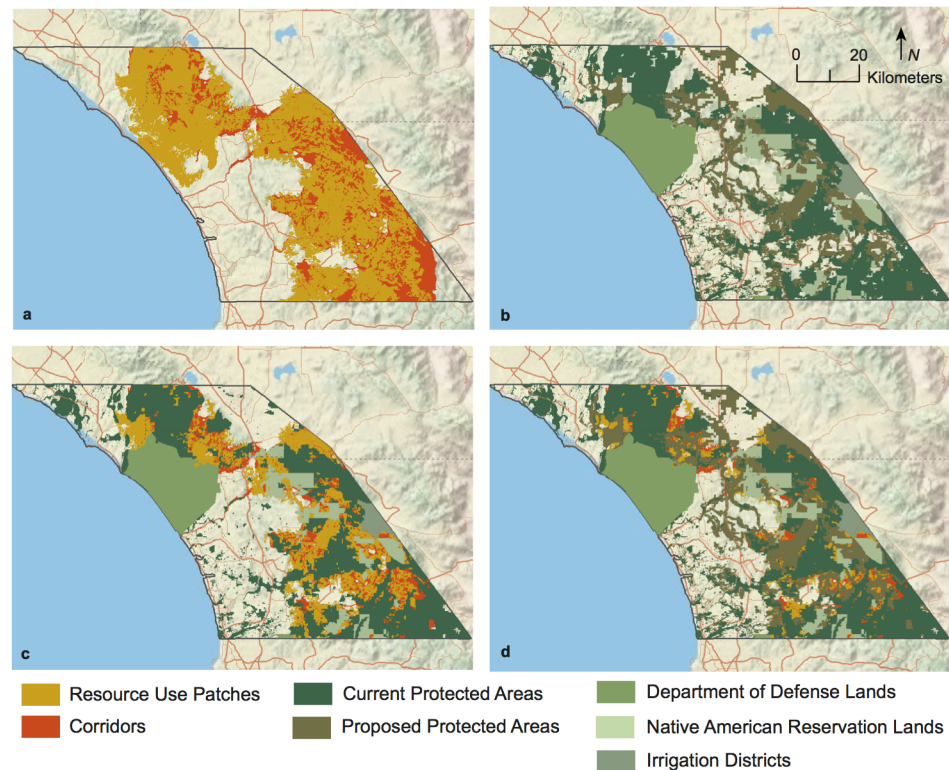 0 20
N
Kilometers
a
b
c
d
Resource Use Patches
Corridors
Current Protected Areas
Proposed Protected Areas
Department of Defense Lands
Native American Reservation Lands
Irrigation Districts